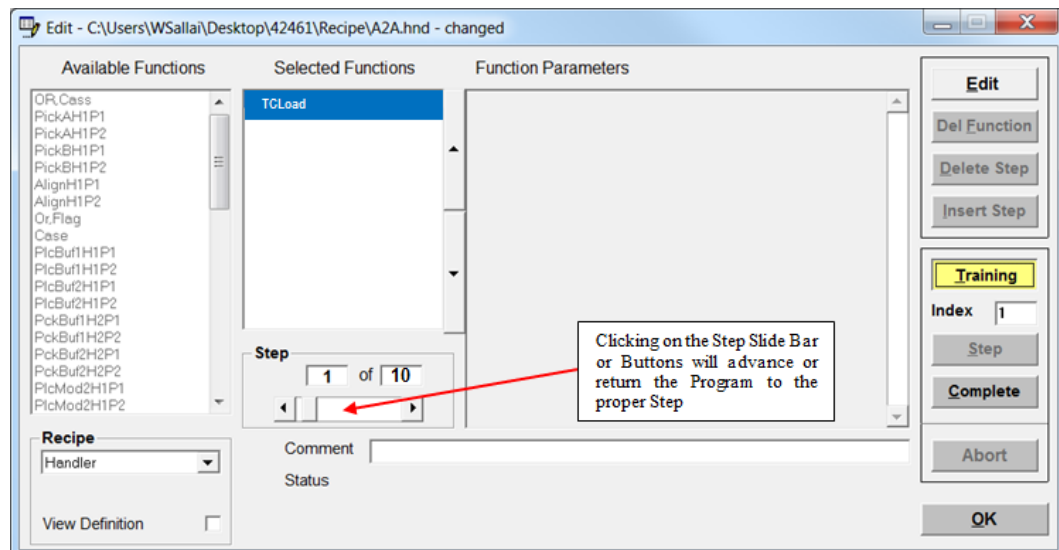 Edit - C:\Users\WSallai\Desktop\42461\Recipe\A2A.hnd - changed
Available Functions
OR,Cass
PickAH1P1
PickAH1P2
PickBH1P1
PickBH1P2
AlignH1P1
AlignH1P2
Or,Flag
Case
PlcBuf1H1P1
PlcBuf1H1P2
PlcBuf2H1P1
PlcBuf2H1P2
PckBuf1H2P1
PckBuf1H2P2
PckBuf2H2P1
PckBuf2H2P2
PlcMod2H1P1
PlcMod2H1P2
Selected Functions
TCLoad
Function Parameters
Clicking on the Step Slide Bar
or Buttons will advance or
return the Program to the
proper Step
Step
1 of 10
Recipe
Handler
View Definition
Comment
Status
Edit
Del Function
Delete Step
Insert Step
Training
Index 1
Step
Complete
Abort
OK